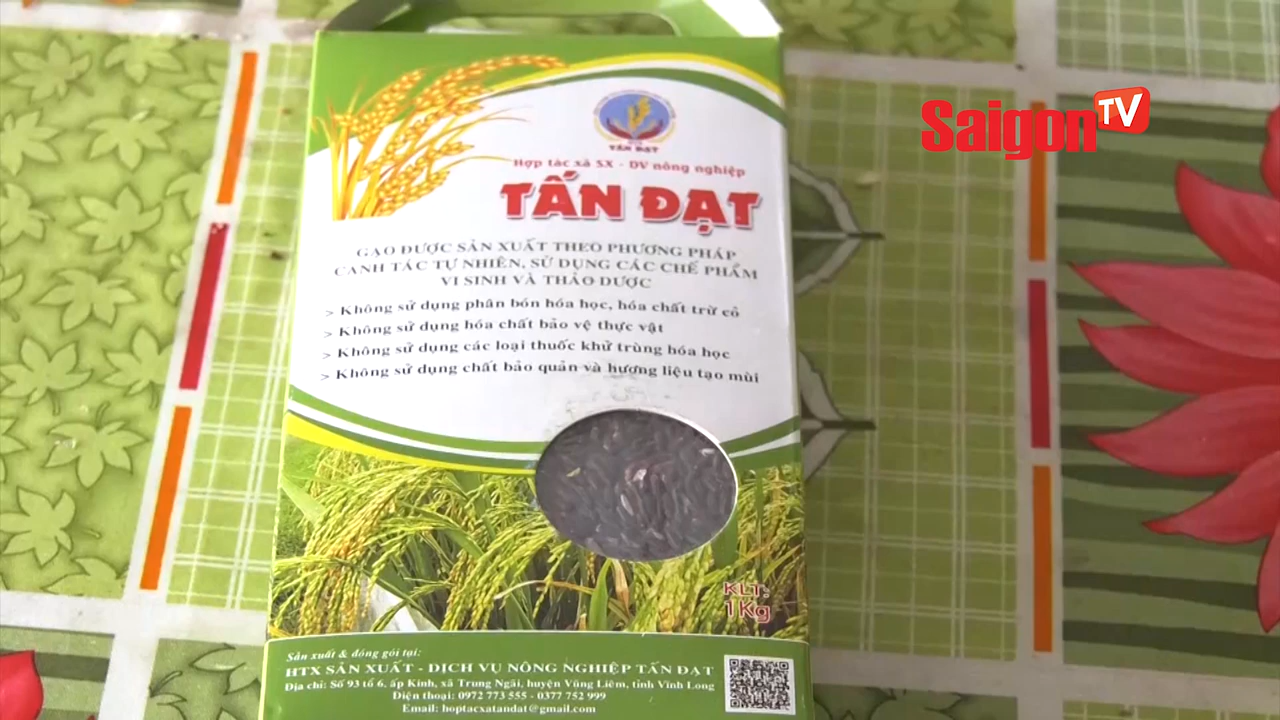 Saigon TV
TẤN ĐẠT
Hợp tác xã SX - DV nông nghiệp
TẤN ĐẠT
GẠO ĐƯỢC SẢN XUẤT THEO PHƯƠNG PHÁP
CANH TÁC TỰ NHIÊN, SỬ DỤNG CÁC CHẾ PHẨM
VI SINH VÀ THẢO DƯỢC
> Không sử dụng phân bón hóa học, hóa chất trừ cỏ
> Không sử dụng hóa chất bảo vệ thực vật
> Không sử dụng các loại thuốc khử trùng hóa học
> Không sử dụng chất bảo quản và hương liệu tạo mùi
KLT:
1Kg
Sản xuất & đóng gói tại:
HTX SẢN XUẤT - DỊCH VỤ NÔNG NGHIỆP TẤN ĐẠT
Địa chỉ: Số 93 tổ 6, ấp Kinh, xã Trung Ngãi, huyện Vũng Liêm, tỉnh Vĩnh Long
Điện thoại: 0972 773 555 - 0377 752 999
Email: hoptacxatandat@gmail.com